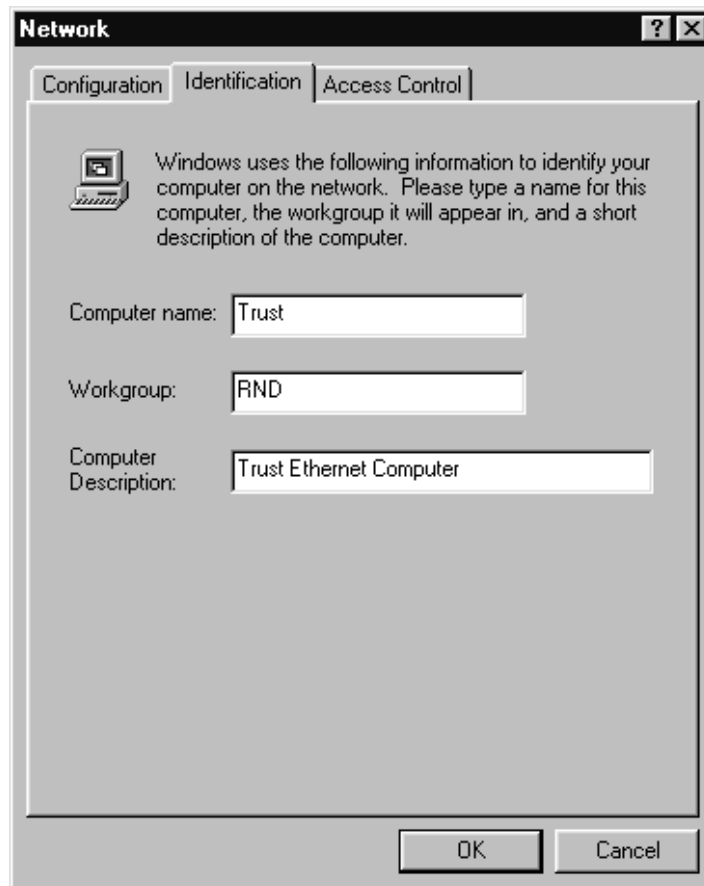 Network
Configuration Identification Access Control
Windows uses the following information to identify your
computer on the network.  Please type a name for this
computer, the workgroup it will appear in, and a short
description of the computer.
Computer name: Trust
Workgroup: RND
Computer
Description: Trust Ethernet Computer
OK Cancel